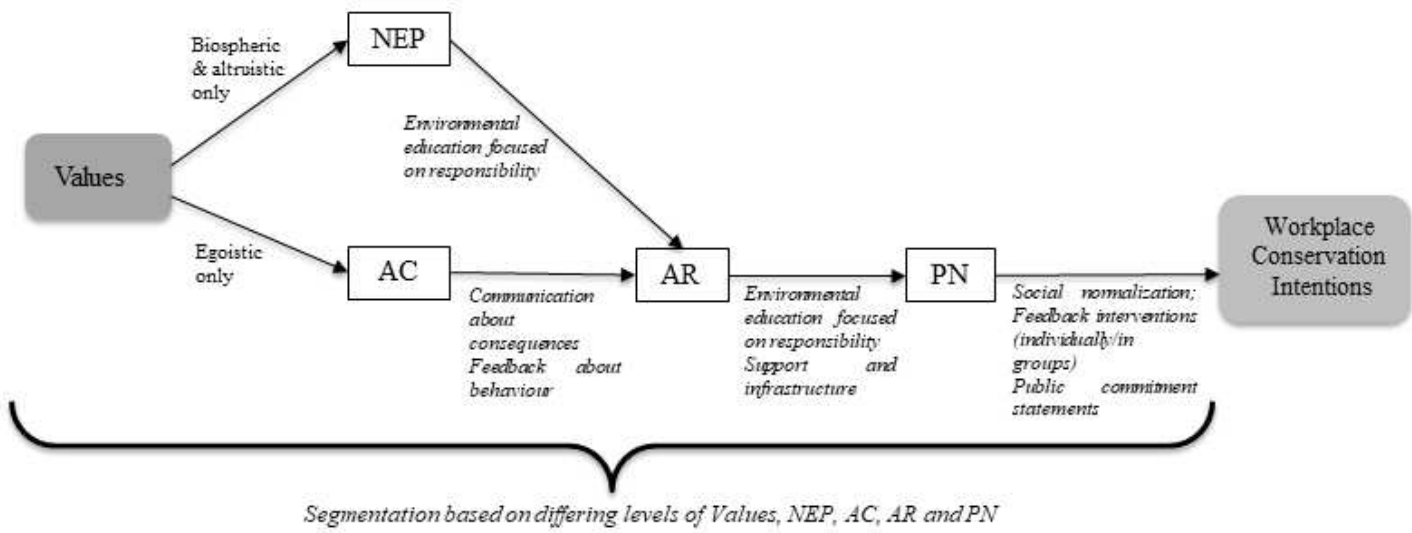 NEP
Biospheric
& altruistic
only
Environmental
education focused
on responsibility
Values
Workplace
Conservation
Intentions
Egoistic
only
AC
AR
PN
Communication
about
consequences
Feedback about
behaviour
Environmental
education focused
on responsibility
Support and
infrastructure
Social normalization;
Feedback interventions
(individually/in
groups)
Public commitment
statements
Segmentation based on differing levels of Values, NEP, AC, AR and PN